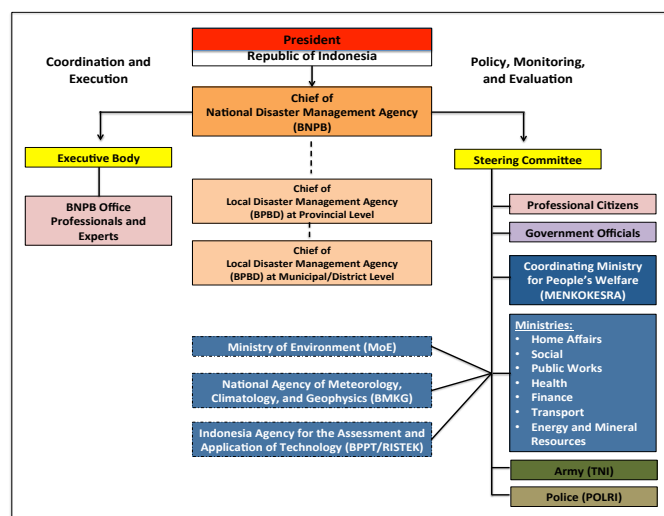 President
Republic of Indonesia
Coordination and
Execution
Policy, Monitoring,
and Evaluation
Chief of
National Disaster Management Agency
(BNPB)
Executive Body
Steering Committee
BNPB Office
Professionals and
Experts
Chief of
Local Disaster Management Agency
(BPBD) at Provincial Level
Chief of
Local Disaster Management Agency
(BPBD) at Municipal/District Level
Professional Citizens
Government Officials
Coordinating Ministry
for People's Welfare
(MENKOKESRA)
Ministries:
• Home Affairs
• Social
• Public Works
• Health
• Finance
• Transport
• Energy and Mineral
Resources
Ministry of Environment (MoE)
National Agency of Meteorology,
Climatology, and Geophysics (BMKG)
Indonesia Agency for the Assessment and
Application of Technology (BPPT/RISTEK)
Army (TNI)
Police (POLRI)